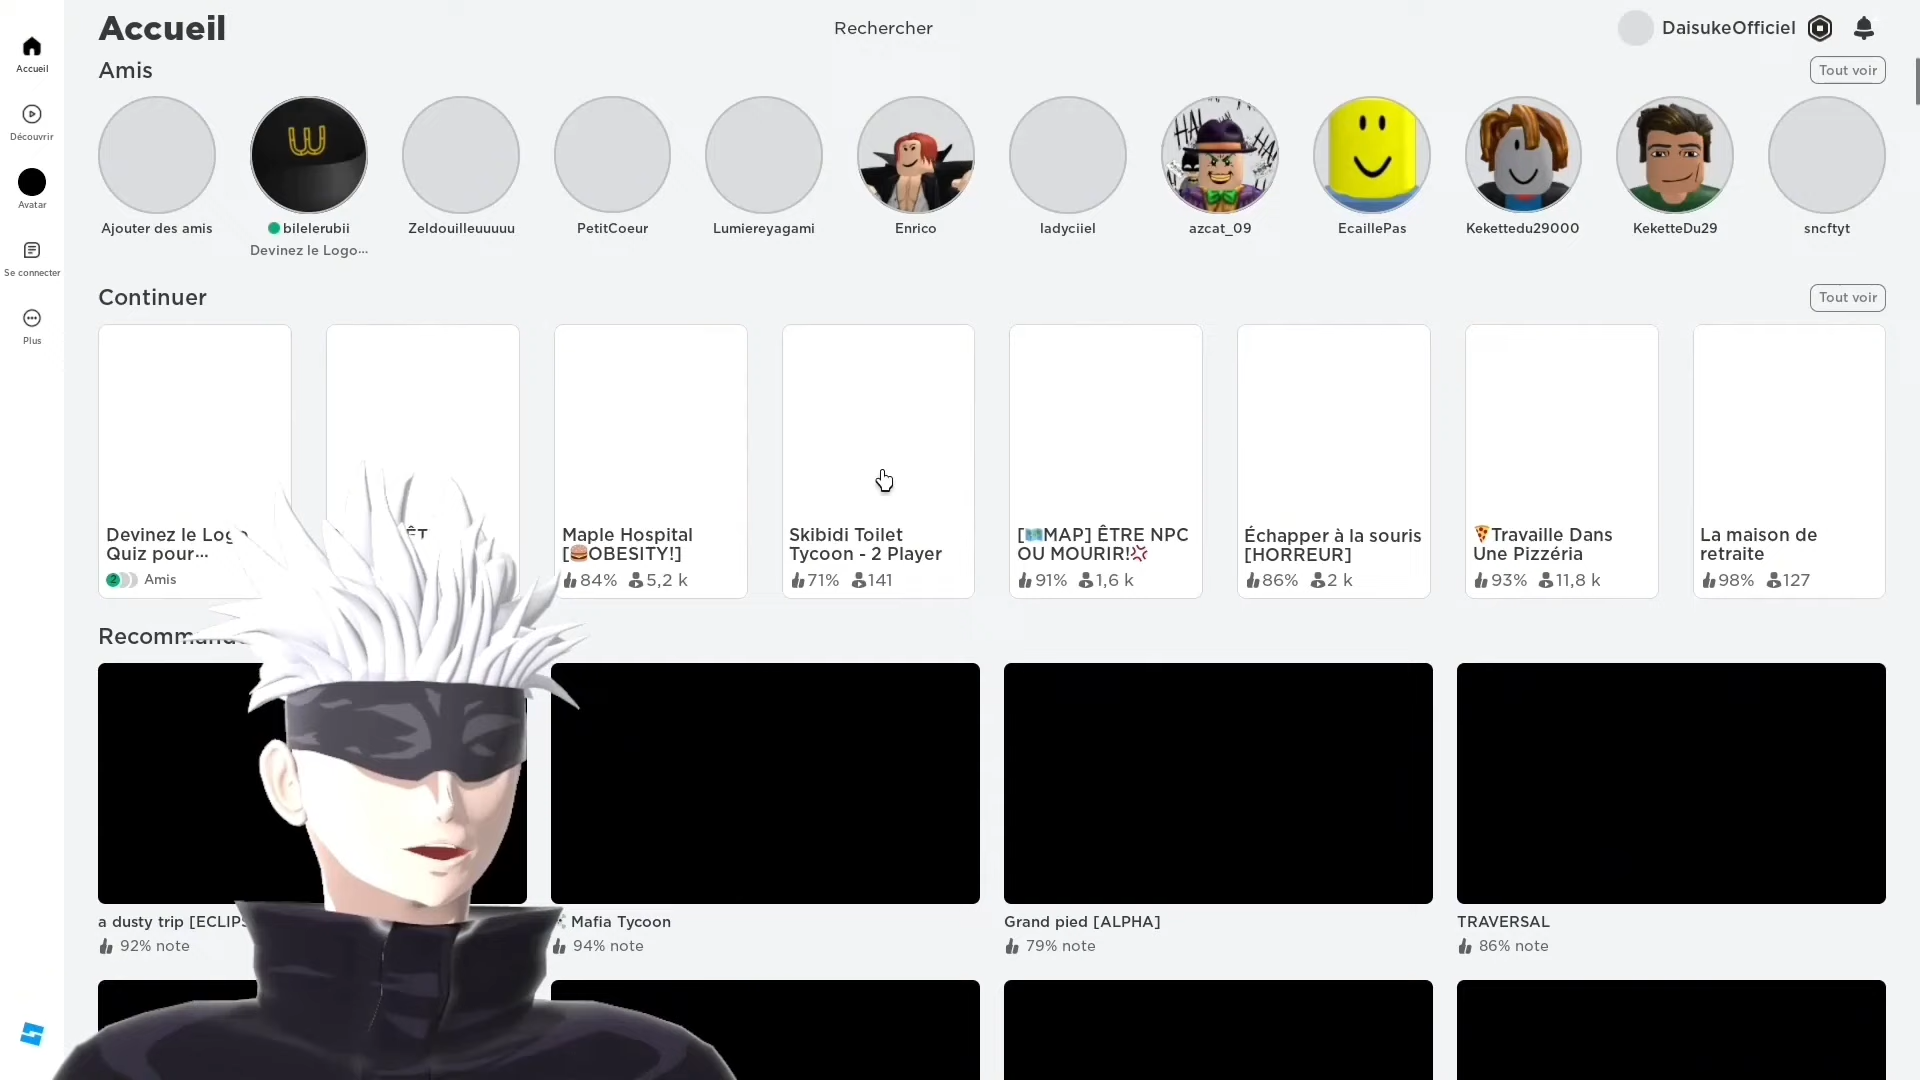 Accueil
Rechercher
DaisukeOfficiel
Accueil
Découvrir
Avatar
Se connecter
Plus
Amis
Tout voir
Ajouter des amis
bilelerubii
Devinez le Logo...
Zeldouilleuuuuu
PetitCoeur
Lumiereyagami
Enrico
ladyciiel
azcat_09
EcaillePas
Kekettedu29000
KeketteDu29
sncftyt
Continuer
Tout voir
Devinez le Logo
Quiz pour...
2 Amis
Maple Hospital
[🍔OBESITY!]
84% 5,2 k
Skibidi Toilet
Tycoon - 2 Player
71% 141
[🗺️MAP] ÊTRE NPC
OU MOURIR!💢
91% 1,6 k
Échapper à la souris
[HORREUR]
86% 2 k
🍕Travaille Dans
Une Pizzéria
93% 11,8 k
La maison de
retraite
98% 127
a dusty trip
92% note
Mafia Tycoon
94% note
Grand pied [ALPHA]
79% note
TRAVERSAL
86% note